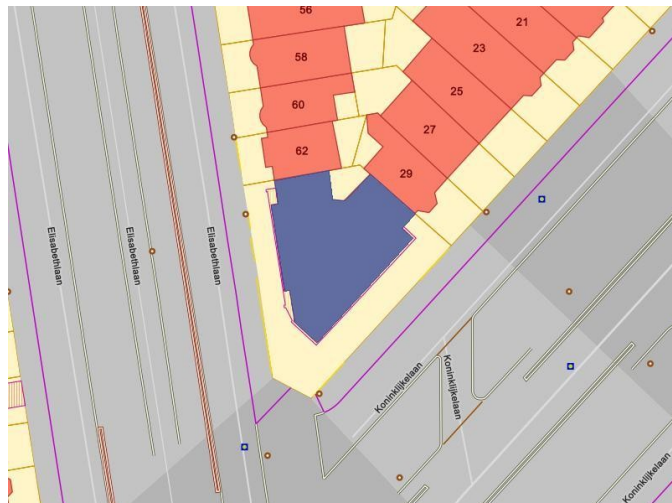 56
21
58
23
60
25
62
27
29
Elisabethlaan
Elisabethlaan
Elisabethlaan
Koninklijkelaan
Koninklijkelaan
Koninklijkelaan